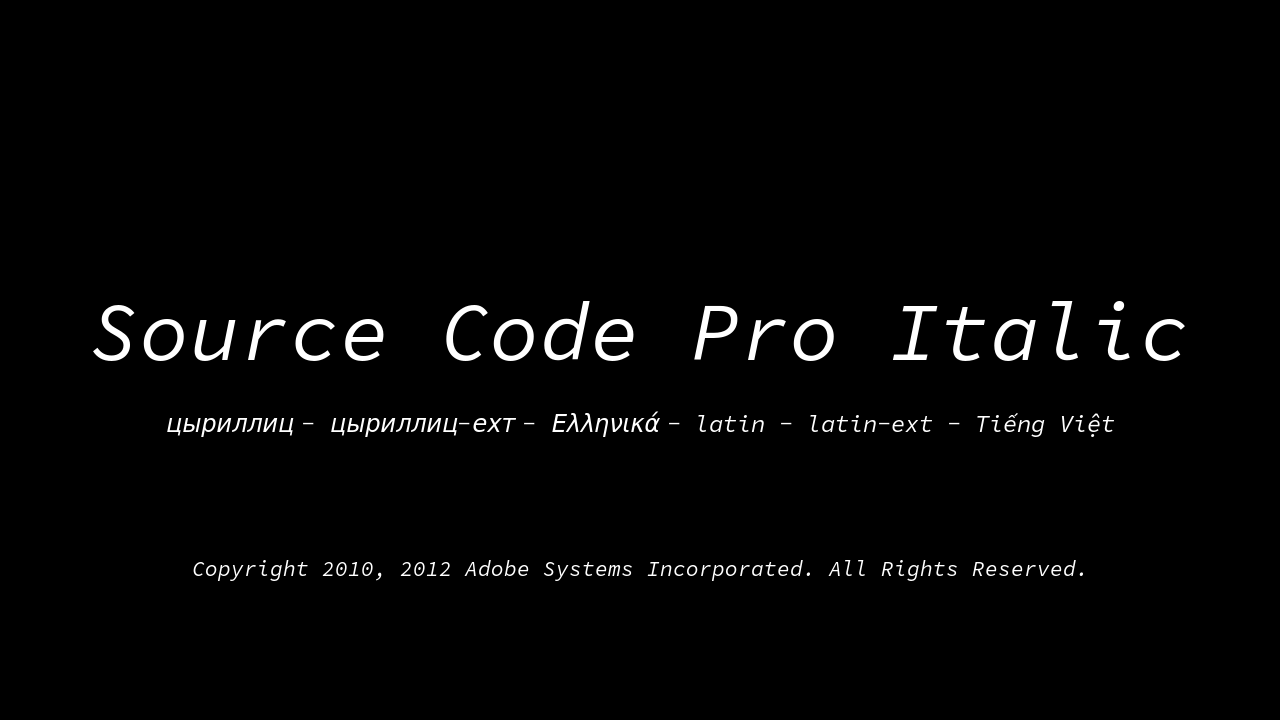 Source Code Pro Italic
цыриллиц – цыриллиц-ехт – Ελληνικά – latin – latin-ext – Tiếng Việt
Copyright 2010, 2012 Adobe Systems Incorporated. All Rights Reserved.